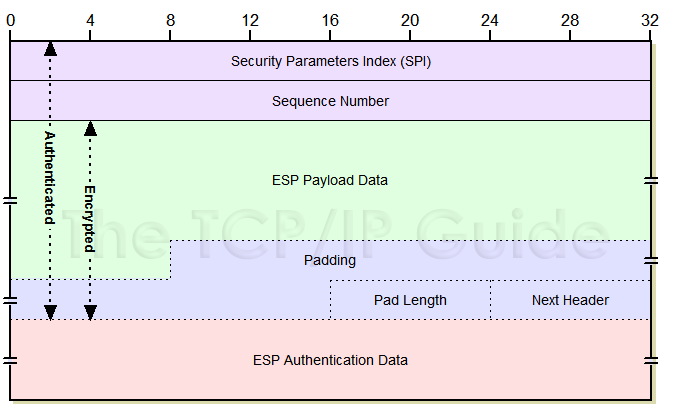 0 4 8 12 16 20 24 28 32
Security Parameters Index (SPI)
Sequence Number
Authenticated
Encrypted
ESP Payload Data
The TCP/IP Guide
Padding
Pad Length
Next Header
ESP Authentication Data